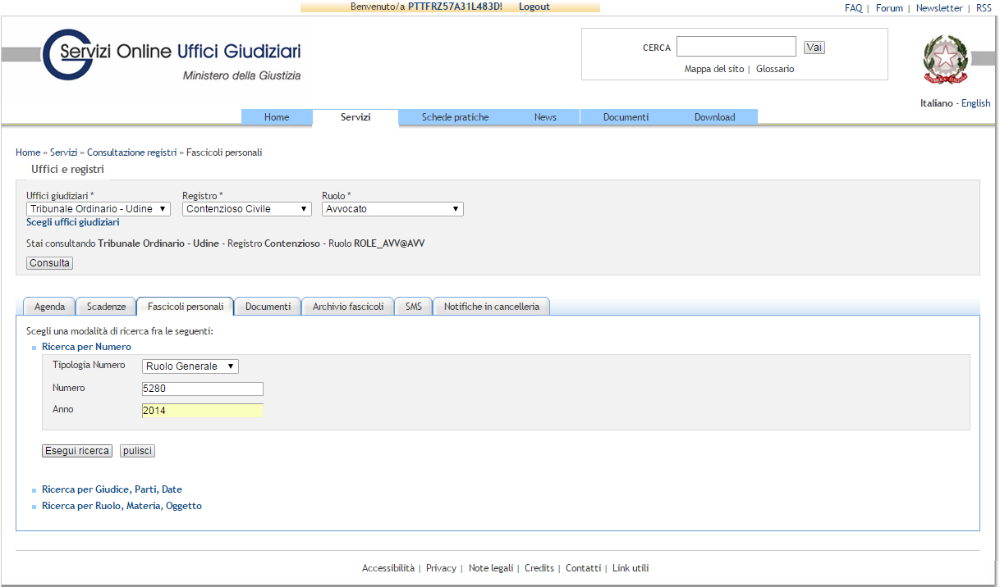 Benvenuto/a PTTFRZ57A31L483D! Logout
FAQ | Forum | Newsletter | RSS
Servizi Online Uffici Giudiziari
Ministero della Giustizia
CERCA Vai
Mappa del sito | Glossario
Italiano - English
Home Servizi Schede pratiche News Documenti Download
Home » Servizi » Consultazione registri » Fascicoli personali
Uffici e registri
Uffici giudiziari * Registro * Ruolo *
Tribunale Ordinario - Udine Contenzioso Civile Avvocato
Scegli uffici giudiziari
Stai consultando Tribunale Ordinario - Udine - Registro Contenzioso - Ruolo ROLE_AVV@AVV
Consulta
Agenda Scadenze Fascicoli personali Documenti Archivio fascicoli SMS Notifiche in cancelleria
Scegli una modalità di ricerca fra le seguenti:
Ricerca per Numero
Tipologia Numero Ruolo Generale
Numero 5280
Anno 2014
Esegui ricerca pulisci
Ricerca per Giudice, Parti, Date
Ricerca per Ruolo, Materia, Oggetto
Accessibilità | Privacy | Note legali | Credits | Contatti | Link utili